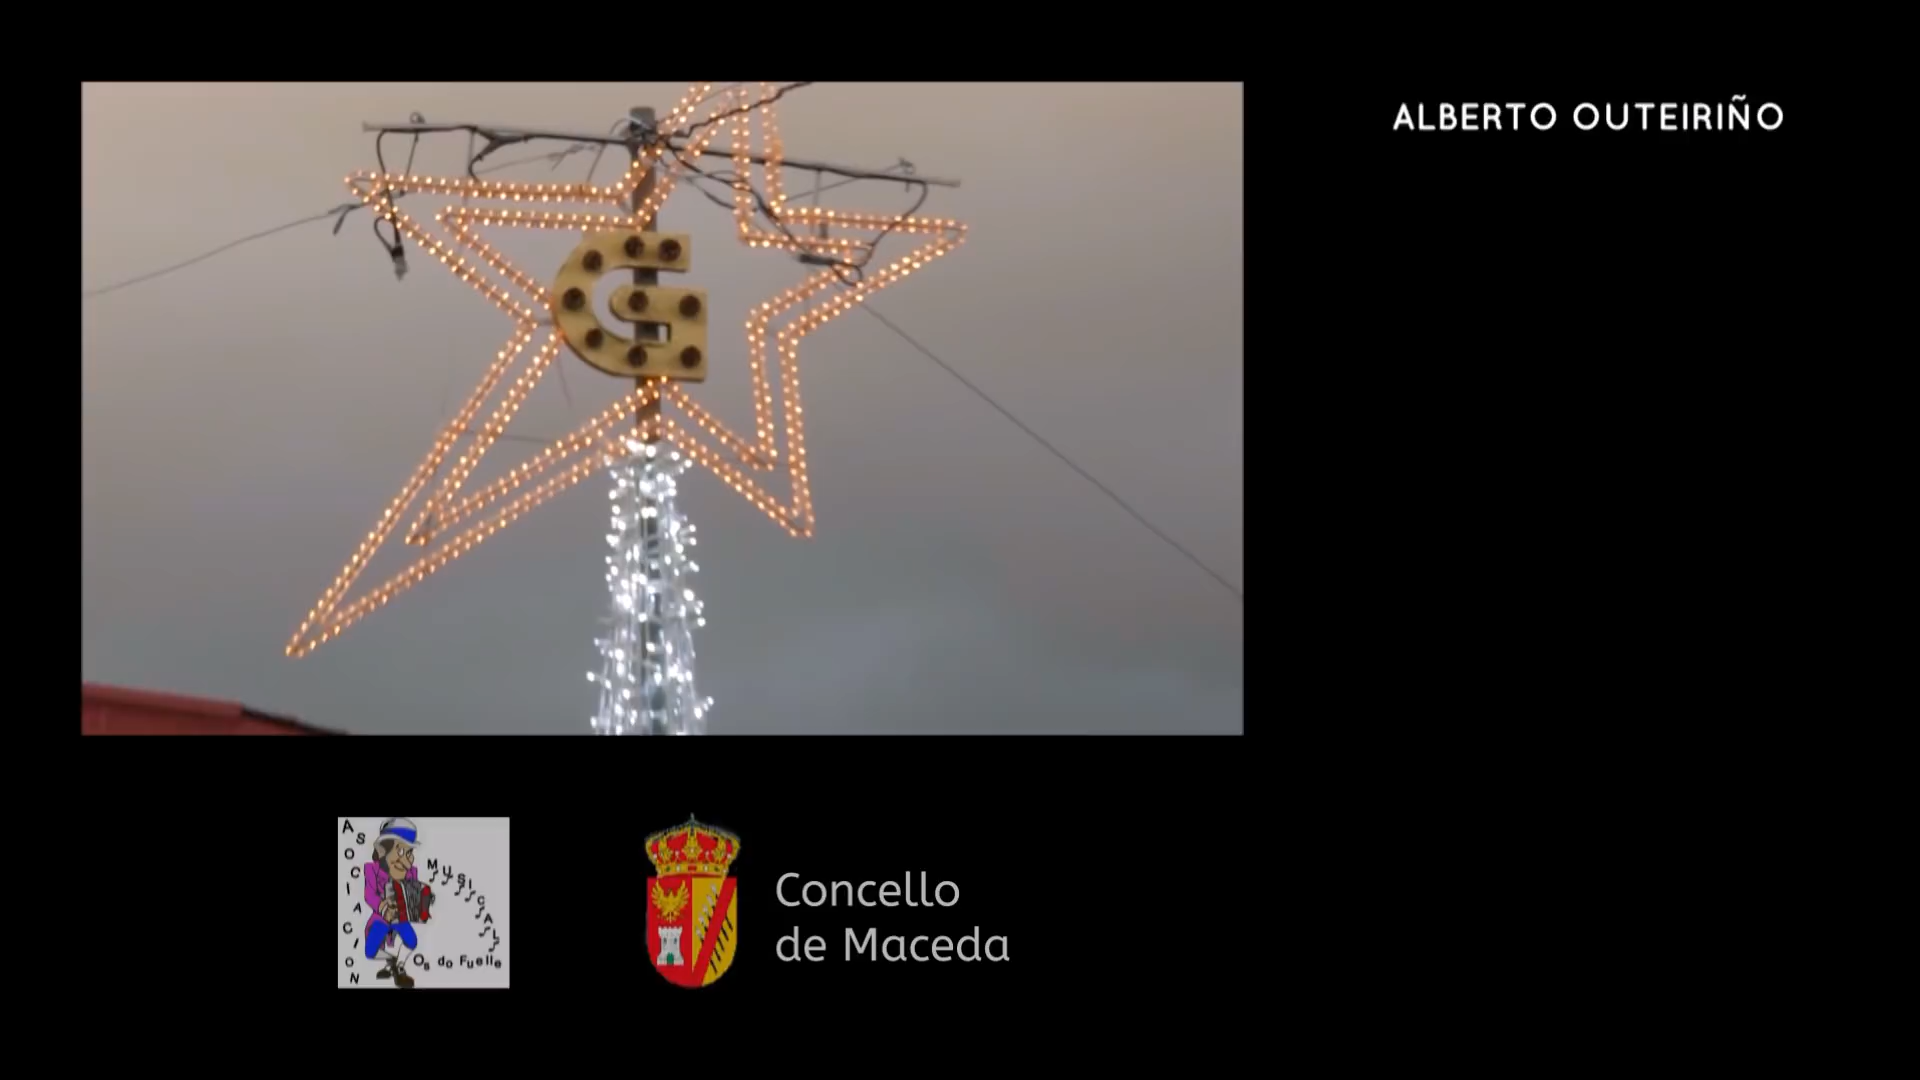 ALBERTO OUTEIRIÑO
G
ASOCIACION
MUSICAL
Os do Fuelle
Concello
de Maceda